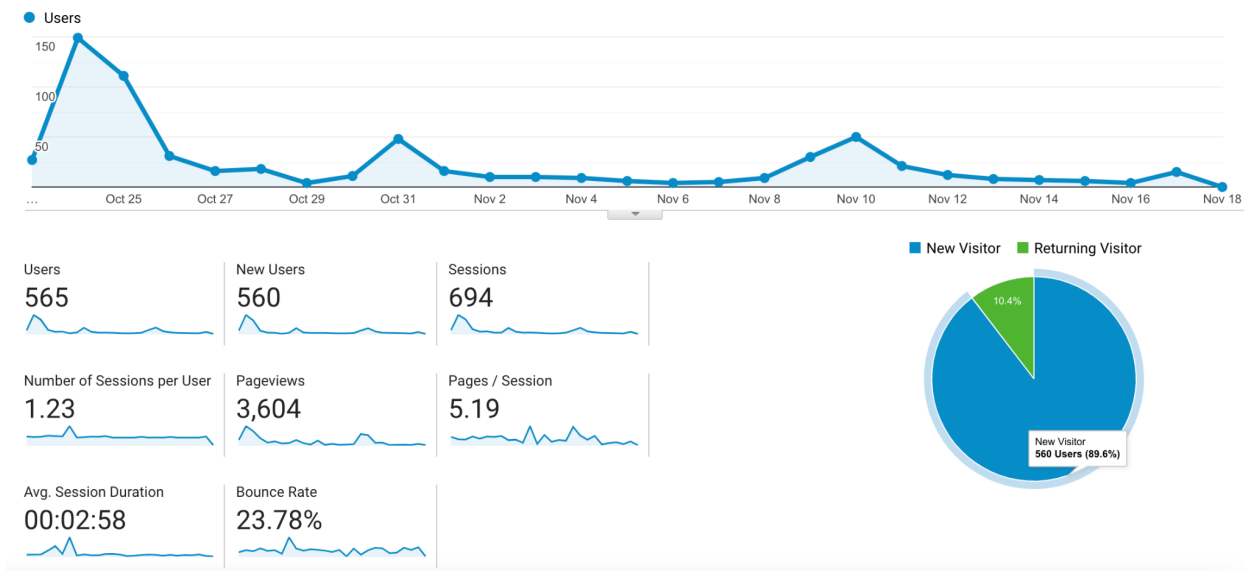 Users
150
100
50
...
Oct 25
Oct 27
Oct 29
Oct 31
Nov 2
Nov 4
Nov 6
Nov 8
Nov 10
Nov 12
Nov 14
Nov 16
Nov 18
Users
565
New Users
560
Sessions
694
Number of Sessions per User
1.23
Pageviews
3,604
Pages / Session
5.19
Avg. Session Duration
00:02:58
Bounce Rate
23.78%
New Visitor
Returning Visitor
10.4%
New Visitor
560 Users (89.6%)